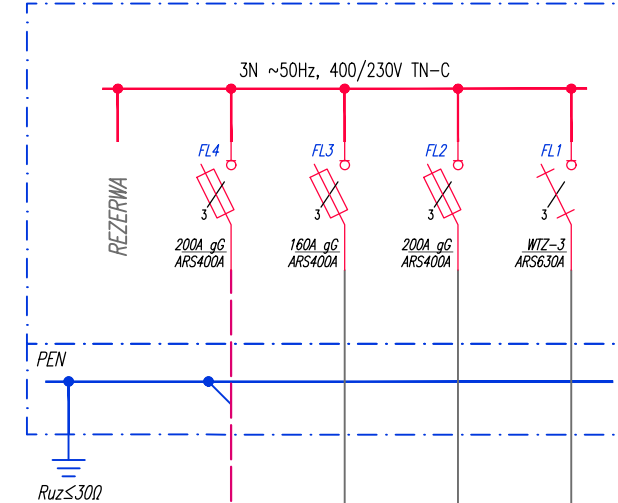 3N ~50Hz, 400/230V TN-C
FL4
FL3
FL2
FL1
REZERWA
3
3
3
3
200A gG
ARS400A
160A gG
ARS400A
200A gG
ARS400A
WTZ-3
ARS630A
PEN
Ruz≤30Ω